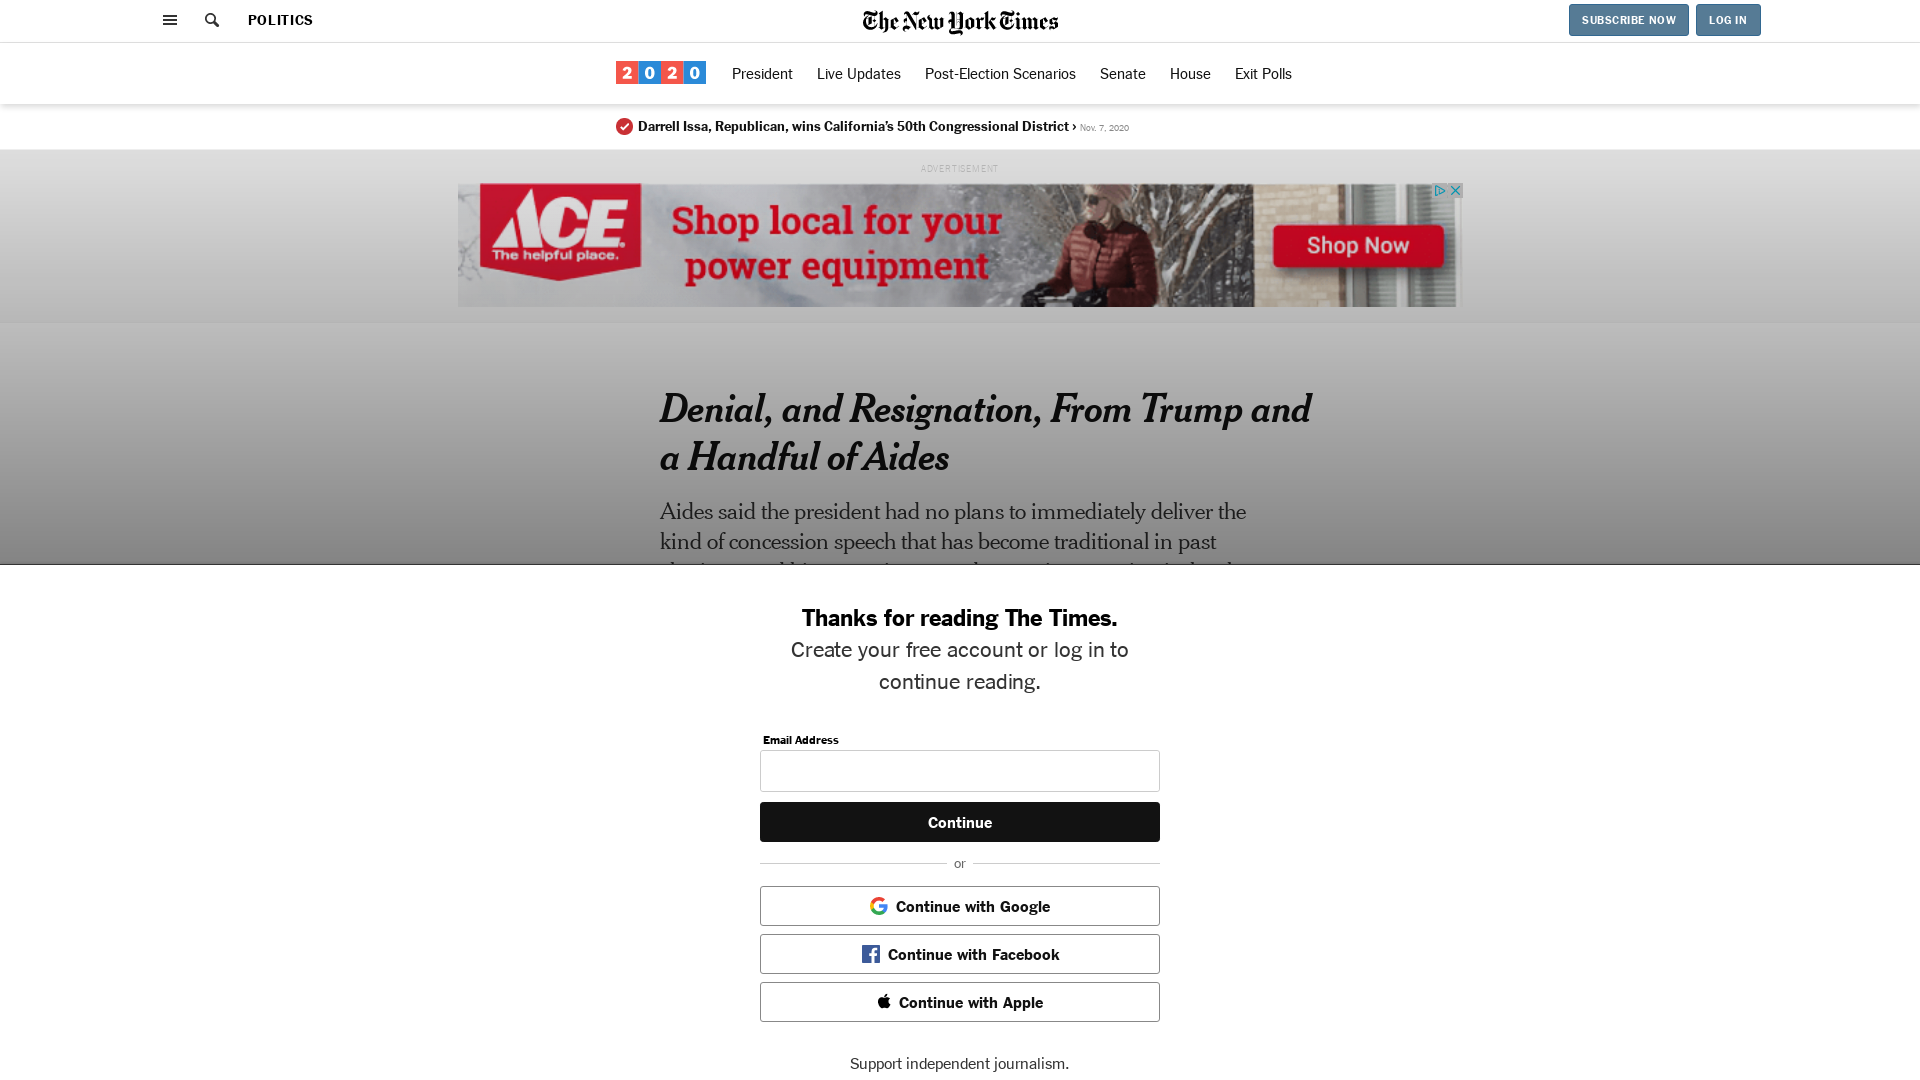 POLITICS
The New York Times
SUBSCRIBE NOW
LOG IN
2020
President
Live Updates
Post-Election Scenarios
Senate
House
Exit Polls
Darrell Issa, Republican, wins California’s 50th Congressional District › Nov. 7, 2020
ADVERTISEMENT
ACE
The helpful place.
Shop local for your
power equipment
Shop Now
Denial, and Resignation, From Trump and
a Handful of Aides
Aides said the president had no plans to immediately deliver the
kind of concession speech that has become traditional in past
Thanks for reading The Times.
Create your free account or log in to
continue reading.
Email Address
Continue
or
Continue with Google
Continue with Facebook
Continue with Apple
Support independent journalism.